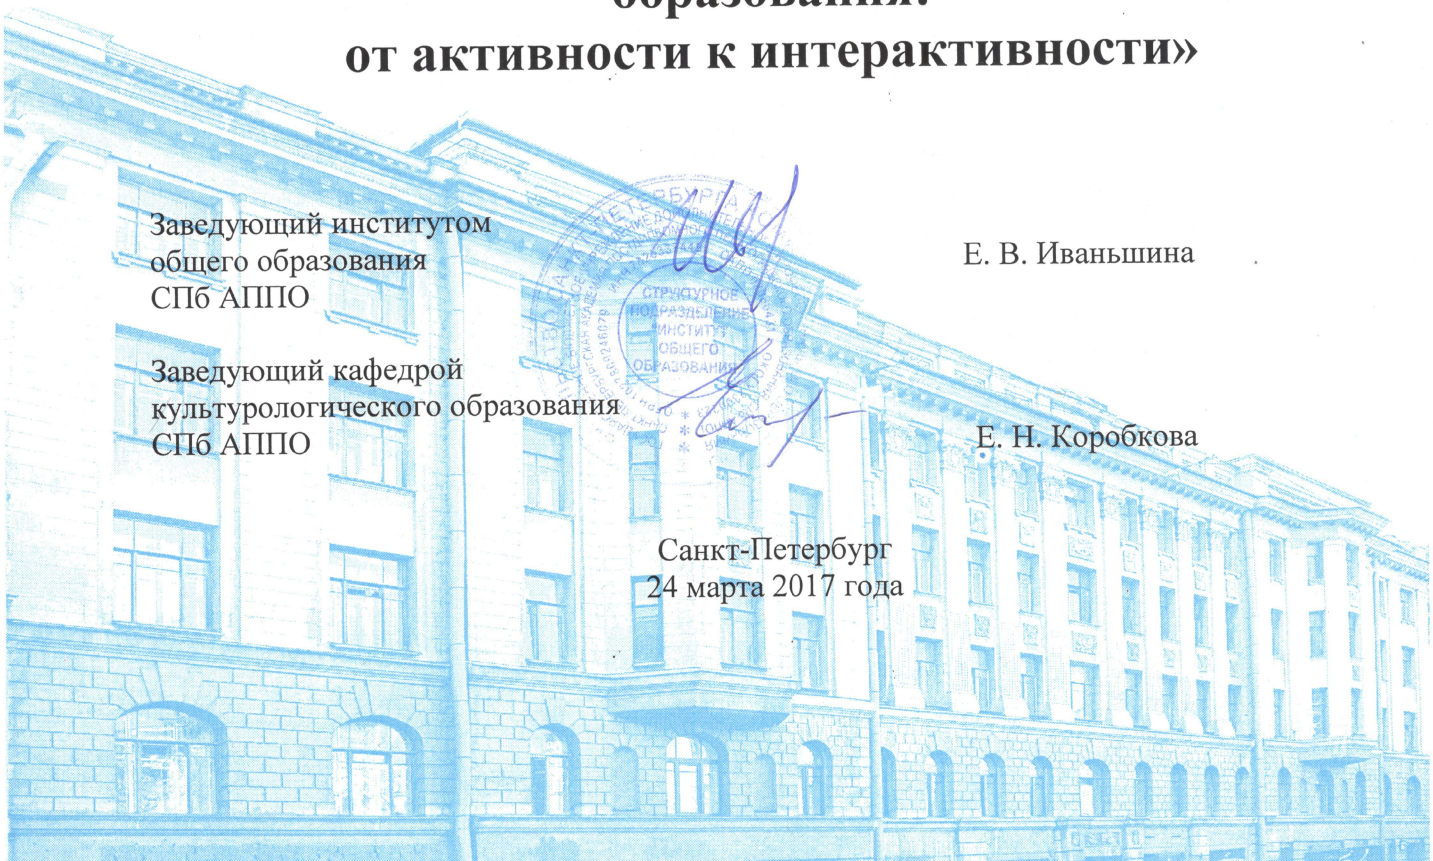 образования:
от активности к интерактивности»
Заведующий институтом
общего образования
СПб АППО
Е. В. Иваньшина
СТРУКТУРНОЕ
ПОДРАЗДЕЛЕНИЕ
"ИНСТИТУТ
ОБЩЕГО
ОБРАЗОВАНИЯ"
Заведующий кафедрой
культурологического образования
СПб АППО
Е. Н. Коробкова
Санкт-Петербург
24 марта 2017 года